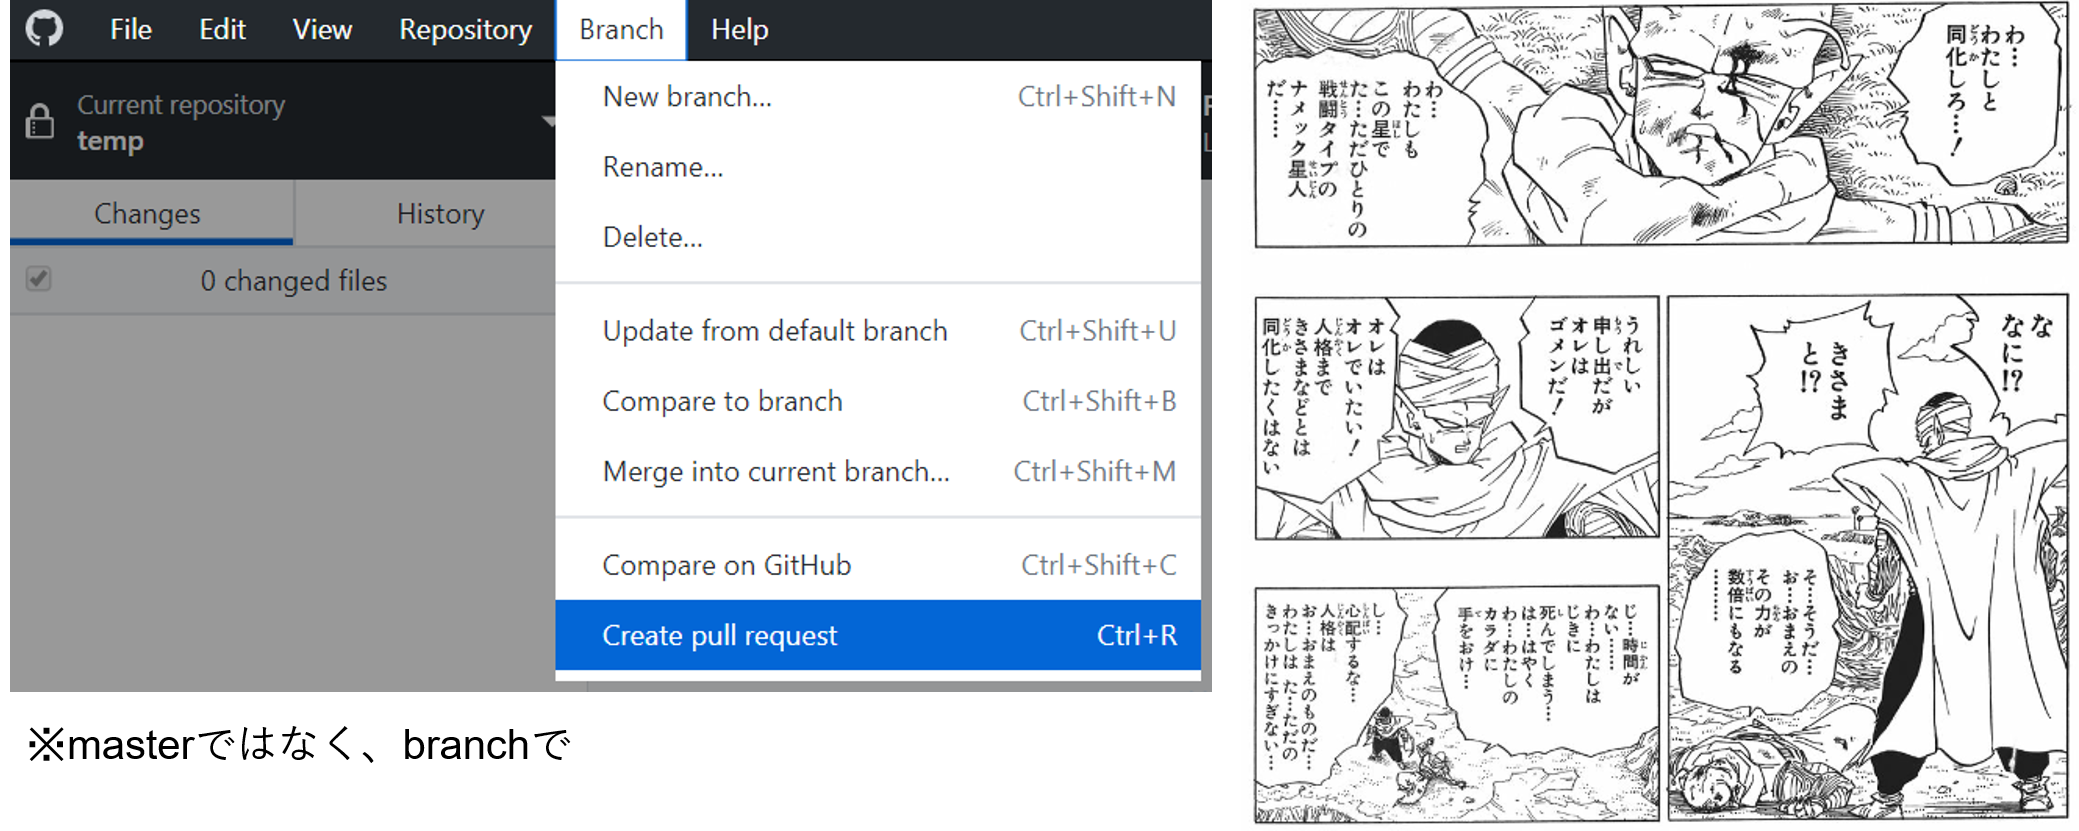 File Edit View Repository Branch Help
Current repository
temp
Changes History
0 changed files
New branch... Ctrl+Shift+N
Rename...
Delete...
Update from default branch Ctrl+Shift+U
Compare to branch Ctrl+Shift+B
Merge into current branch... Ctrl+Shift+M
Compare on GitHub Ctrl+Shift+C
Create pull request Ctrl+R
※masterではなく、branchで
わ…
わたしと
同化しろ…!
わ…
わたしも
この星で
た…ただひとりの
戦闘タイプの
ナメック星人
だ……
な
なに!?
きさま
と!?
そ…そうだ…
お…おまえの
その力が
数倍にもなる
………
うれしい
申し出だが
オレは
ゴメンだ!
オレは
オレでいたい!
人格まで
きさまなどとは
同化したくはない
じ…時間が
ない……
わ…わたしは
じきに
死んでしまう…
は…はやく
わ…わたしの
カラダに
手をおけ…
し…
心配するな…
人格は
お…おまえのものだ…
わたしは た…ただの
きっかけにすぎない…